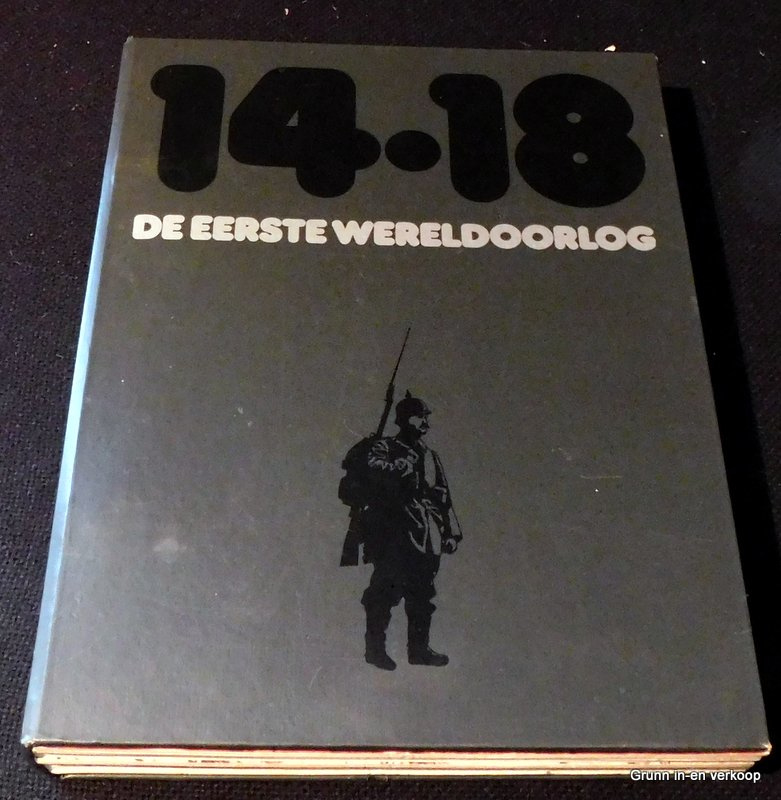 14•18
DE EERSTE WERELDOORLOG
Grunn in-en verkoop